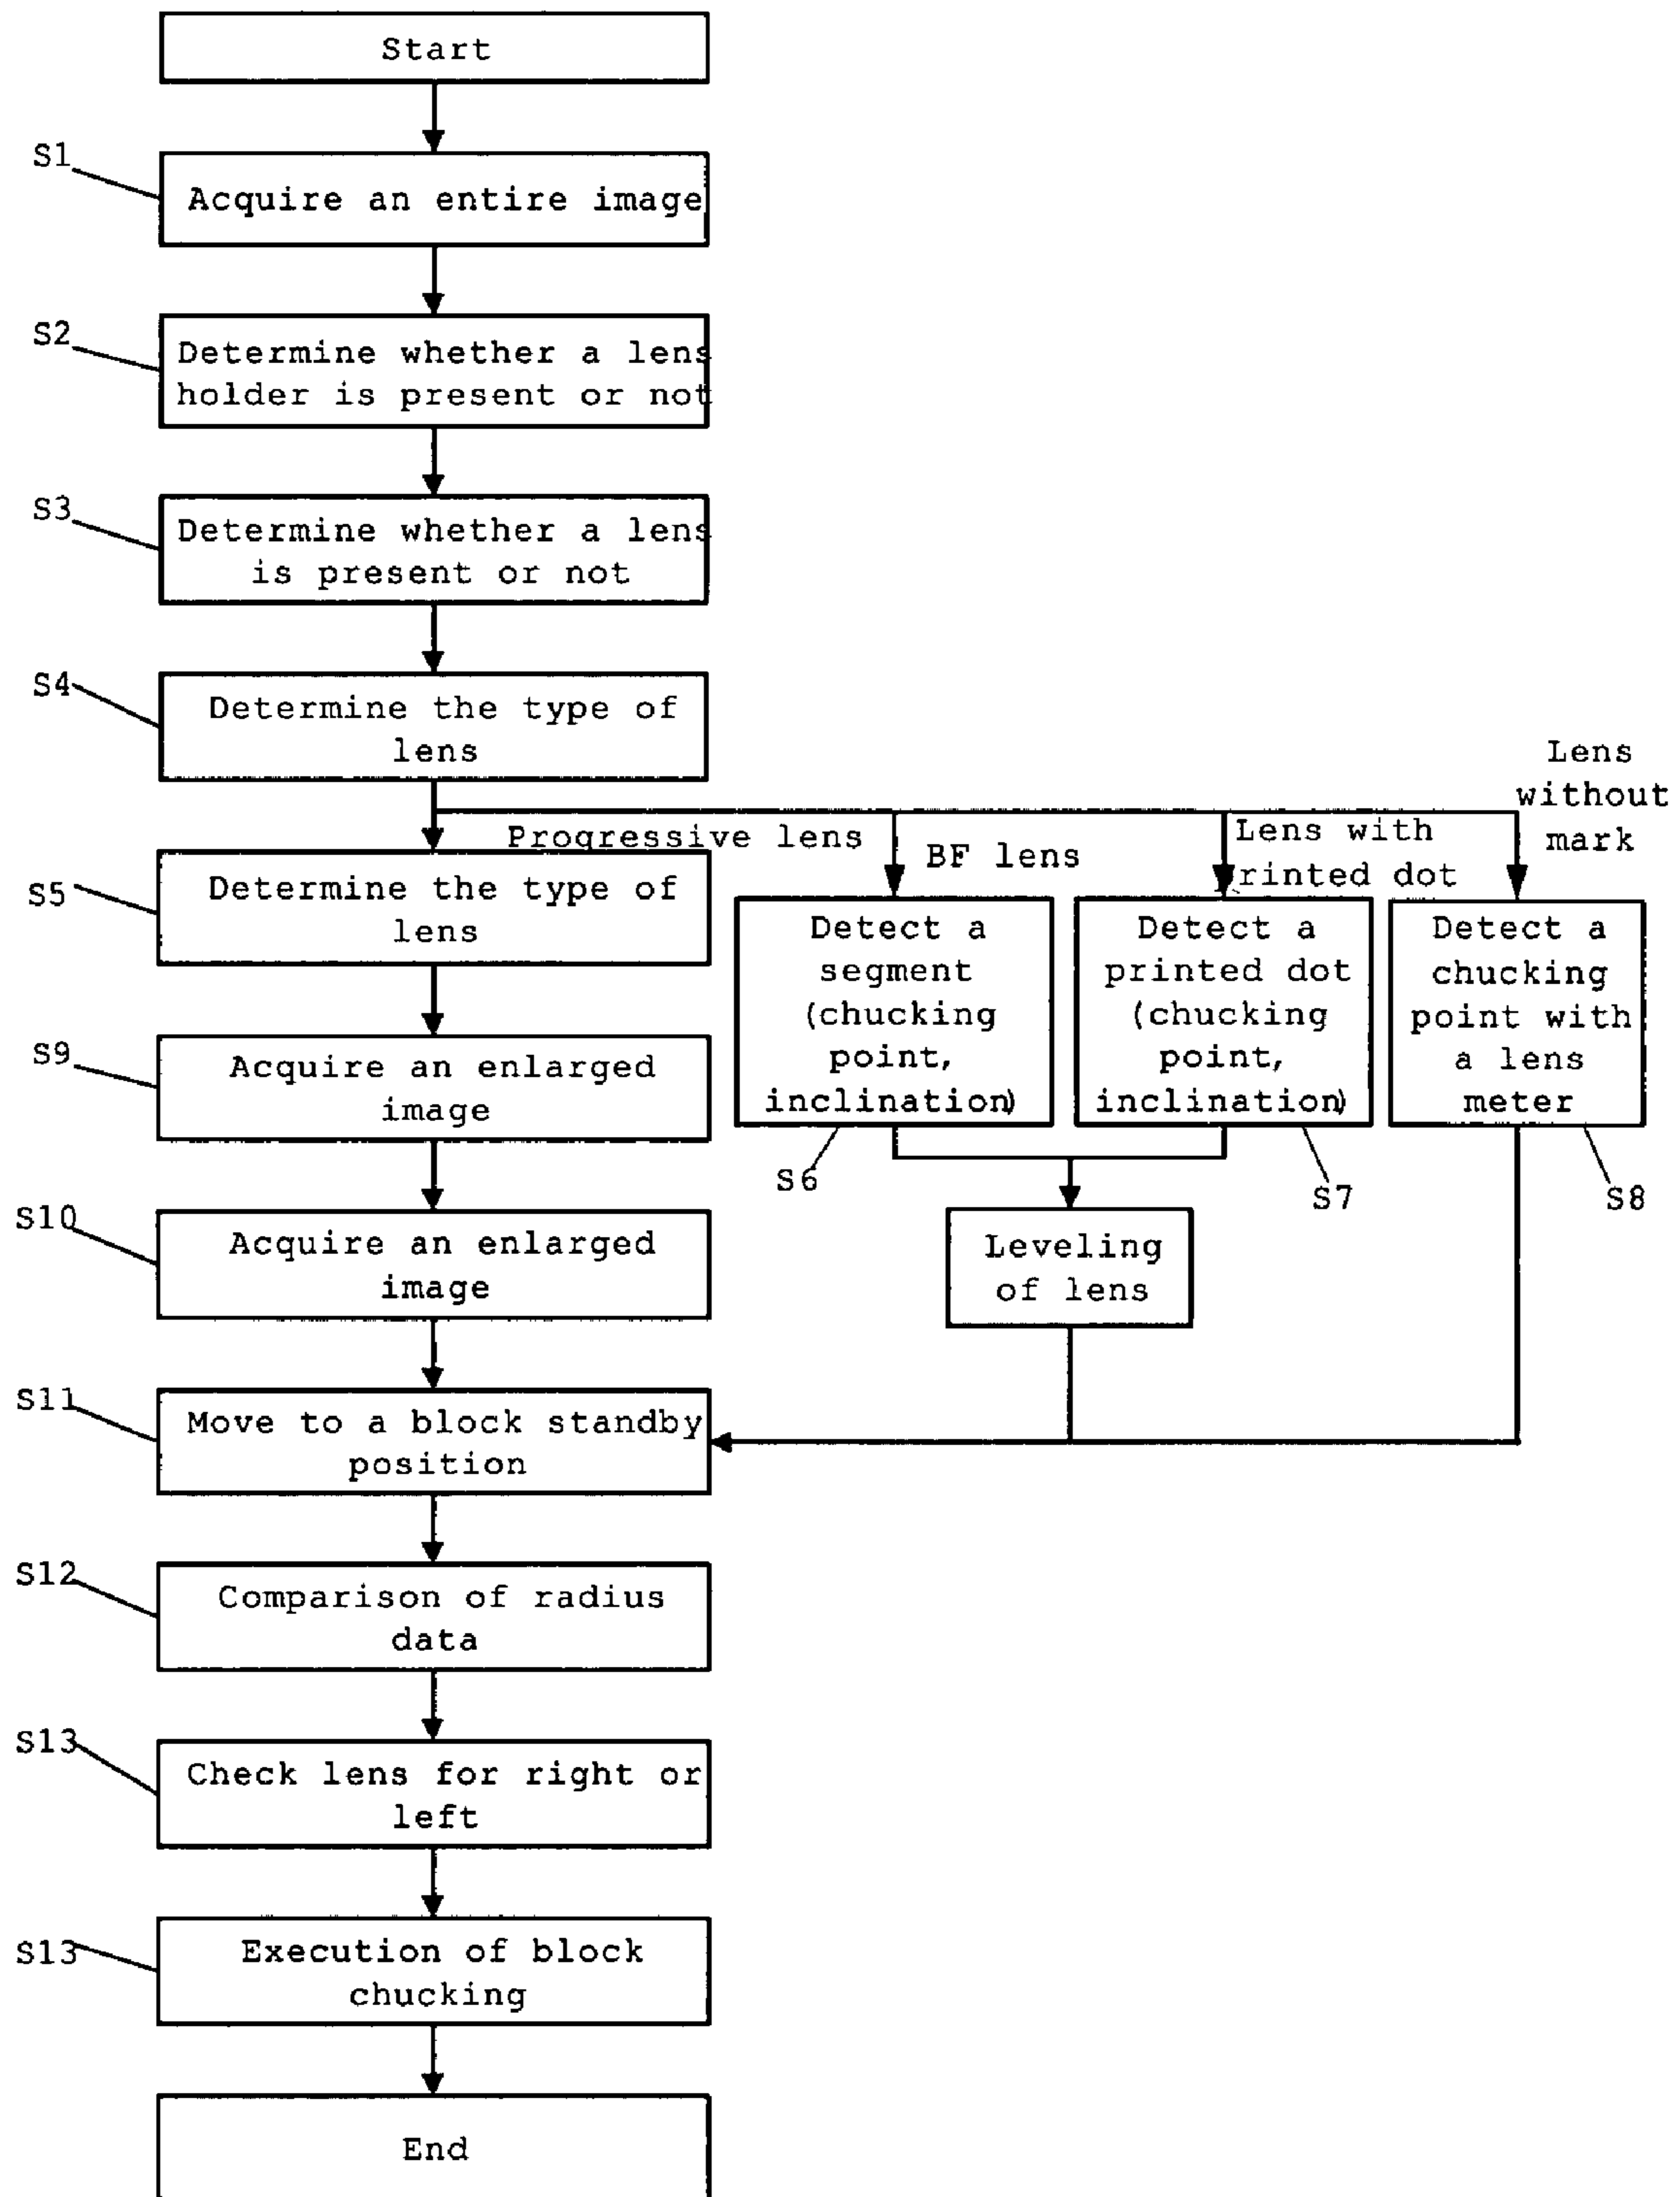 Start
S1
Acquire an entire image
S2
Determine whether a lens
holder is present or not
S3
Determine whether a lens
is present or not
S4
Determine the type of
lens
Progressive lens
BF lens
Lens with
printed dot
Lens
without
mark
S5
Determine the type of
lens
Detect a
segment
(chucking
point,
inclination)
S6
Detect a
printed dot
(chucking
point,
inclination)
S7
Detect a
chucking
point with
a lens
meter
S8
S9
Acquire an enlarged
image
S10
Acquire an enlarged
image
Leveling
of lens
S11
Move to a block standby
position
S12
Comparison of radius
data
S13
Check lens for right or
left
S13
Execution of block
chucking
End